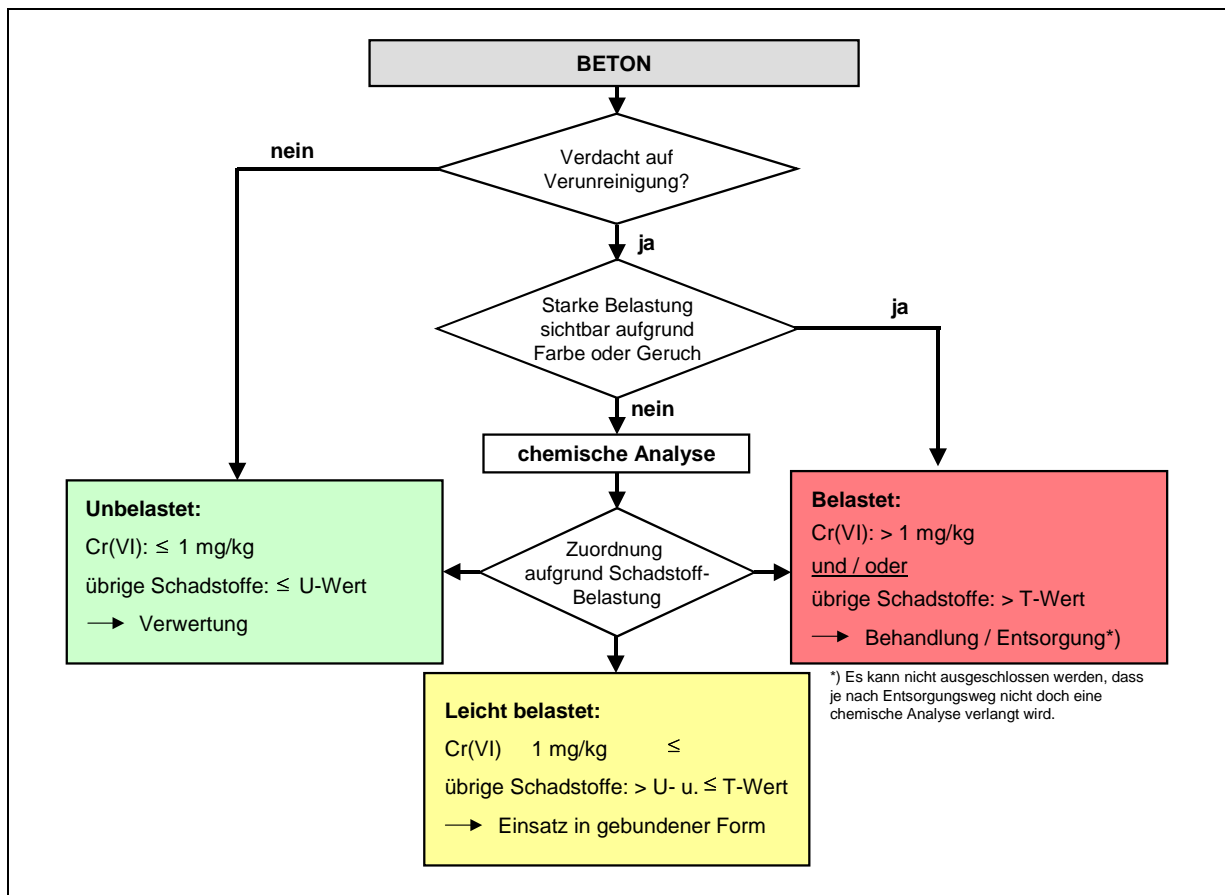 BETON
nein
Verdacht auf
Verunreinigung?
ja
Starke Belastung
sichtbar aufgrund
Farbe oder Geruch
ja
nein
chemische Analyse
Unbelastet:
Cr(VI): ≤ 1 mg/kg
übrige Schadstoffe: ≤ U-Wert
→ Verwertung
Zuordnung
aufgrund Schadstoff-
Belastung
Belastet:
Cr(VI): > 1 mg/kg
und / oder
übrige Schadstoffe: > T-Wert
→ Behandlung / Entsorgung*)
*) Es kann nicht ausgeschlossen werden, dass
je nach Entsorgungsweg nicht doch eine
chemische Analyse verlangt wird.
Leicht belastet:
Cr(VI) 1 mg/kg ≤
übrige Schadstoffe: > U- u. ≤ T-Wert
→ Einsatz in gebundener Form